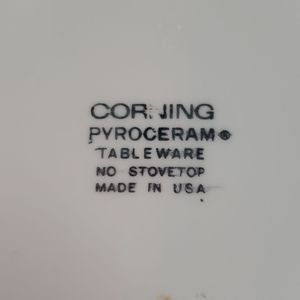 CORNING
PYROCERAM®
TABLEWARE
NO STOVETOP
MADE IN USA